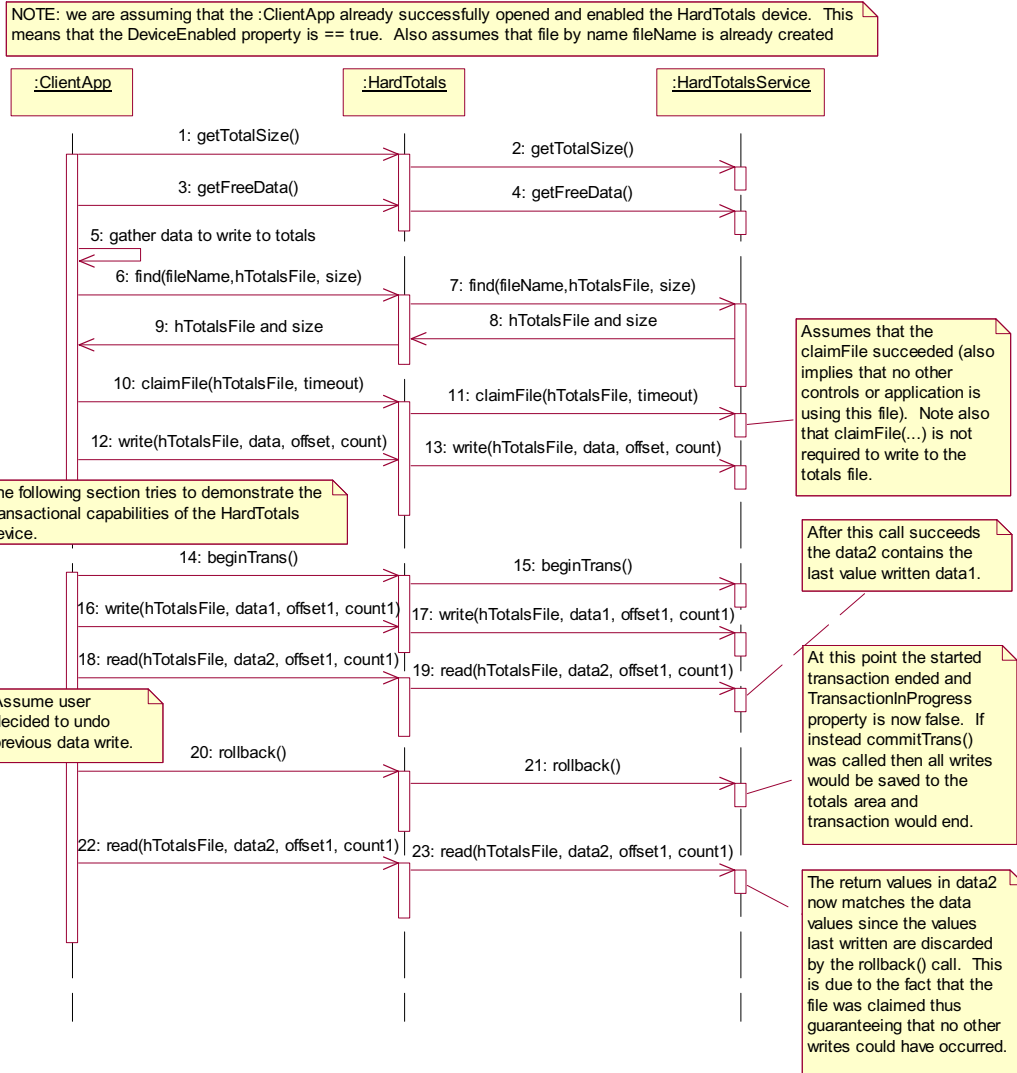 NOTE: we are assuming that the :ClientApp already successfully opened and enabled the HardTotals device. This
means that the DeviceEnabled property is == true. Also assumes that file by name fileName is already created
:ClientApp
:HardTotals
:HardTotalsService
1: getTotalSize()
2: getTotalSize()
3: getFreeData()
4: getFreeData()
5: gather data to write to totals
6: find(fileName,hTotalsFile, size)
7: find(fileName,hTotalsFile, size)
8: hTotalsFile and size
9: hTotalsFile and size
Assumes that the
claimFile succeeded (also
implies that no other
controls or application is
using this file). Note also
that claimFile(...) is not
required to write to the
totals file.
10: claimFile(hTotalsFile, timeout)
11: claimFile(hTotalsFile, timeout)
12: write(hTotalsFile, data, offset, count)
13: write(hTotalsFile, data, offset, count)
he following section tries to demonstrate the
ansactional capabilities of the HardTotals
evice.
After this call succeeds
the data2 contains the
last value written data1.
14: beginTrans()
15: beginTrans()
16: write(hTotalsFile, data1, offset1, count1)
17: write(hTotalsFile, data1, offset1, count1)
18: read(hTotalsFile, data2, offset1, count1)
19: read(hTotalsFile, data2, offset1, count1)
At this point the started
transaction ended and
TransactionInProgress
property is now false. If
instead commitTrans()
was called then all writes
would be saved to the
totals area and
transaction would end.
Assume user
decided to undo
previous data write.
20: rollback()
21: rollback()
22: read(hTotalsFile, data2, offset1, count1)
23: read(hTotalsFile, data2, offset1, count1)
The return values in data2
now matches the data
values since the values
last written are discarded
by the rollback() call. This
is due to the fact that the
file was claimed thus
guaranteeing that no other
writes could have occurred.